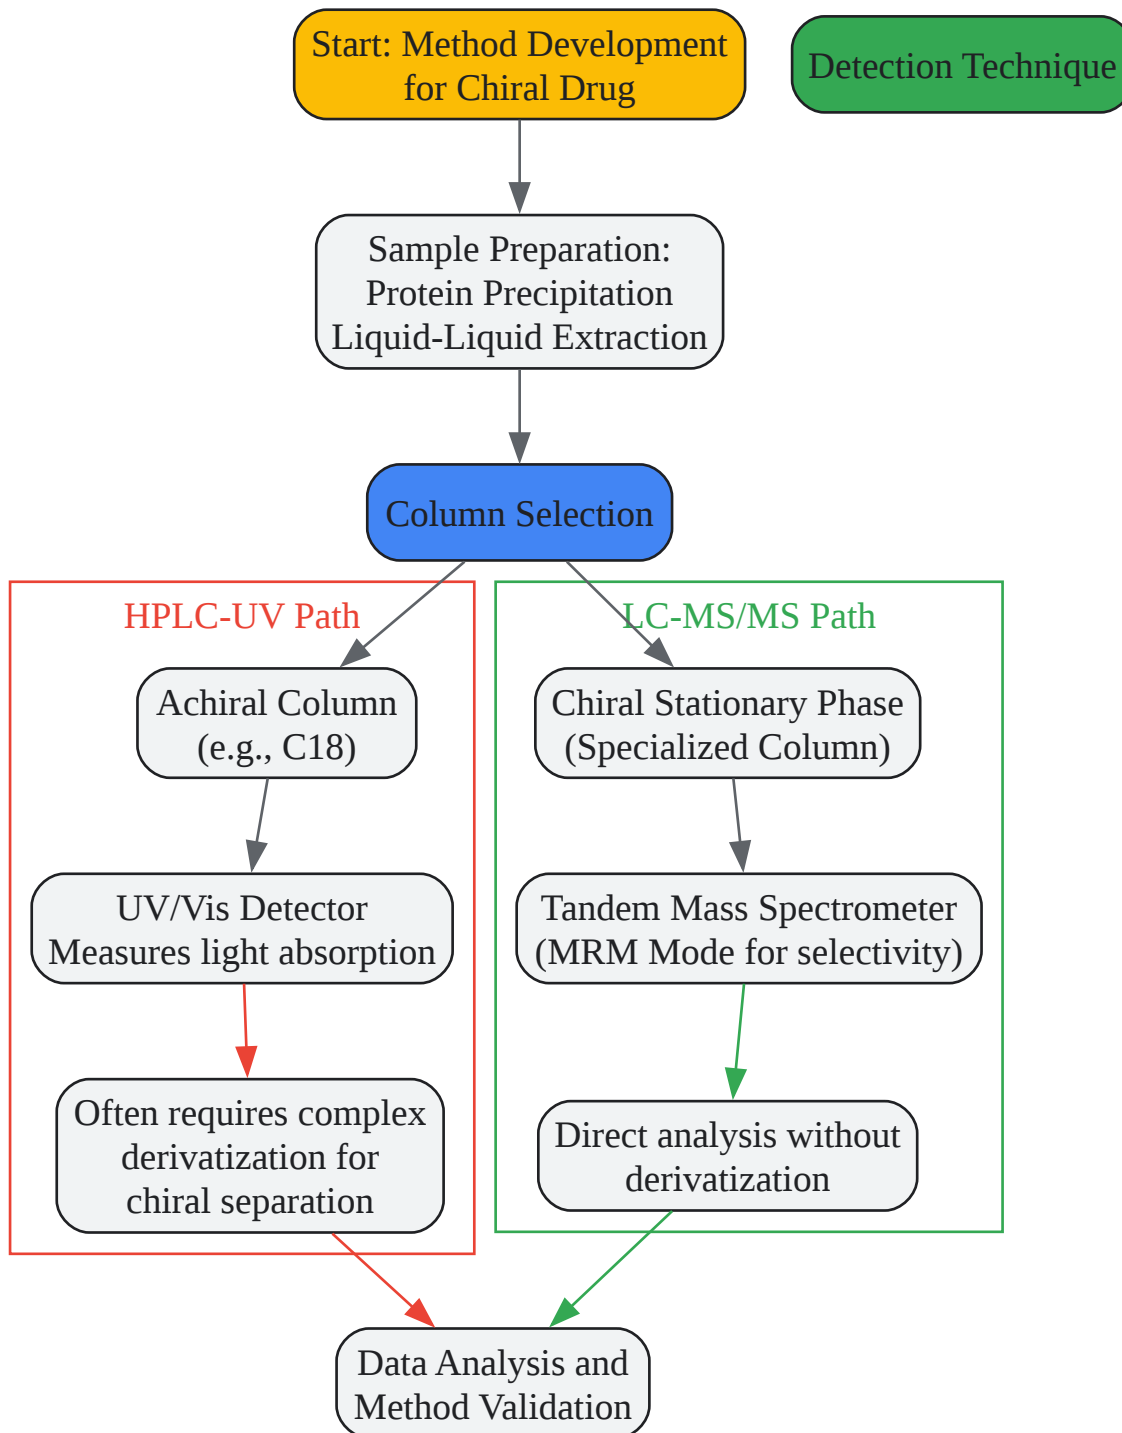 Start: Method Development
for Chiral Drug
Detection Technique
Sample Preparation:
Protein Precipitation
Liquid-Liquid Extraction
Column Selection
HPLC-UV Path
LC-MS/MS Path
Achiral Column
(e.g., C18)
Chiral Stationary Phase
(Specialized Column)
UV/Vis Detector
Measures light absorption
Tandem Mass Spectrometer
(MRM Mode for selectivity)
Often requires complex
derivatization for
chiral separation
Direct analysis without
derivatization
Data Analysis and
Method Validation